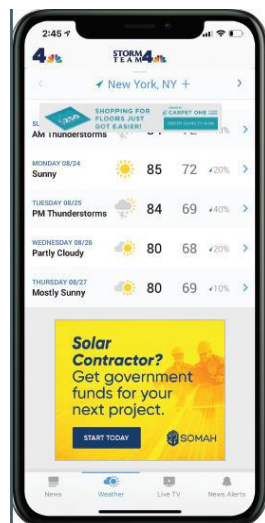 2:45
4
STORM
TEAM 4
New York, NY +
SHOPPING FOR
FLOORS JUST
GOT EASIER!
CARPET ONE
AM Thunderstorms
MONDAY 08/24
Sunny 85 72 20%
TUESDAY 08/25
PM Thunderstorms 84 69 40%
WEDNESDAY 08/26
Partly Cloudy 80 68 20%
THURSDAY 08/27
Mostly Sunny 80 69 10%
Solar
Contractor?
Get government
funds for your
next project.
START TODAY
SOMAH
News Weather Live TV News Alerts